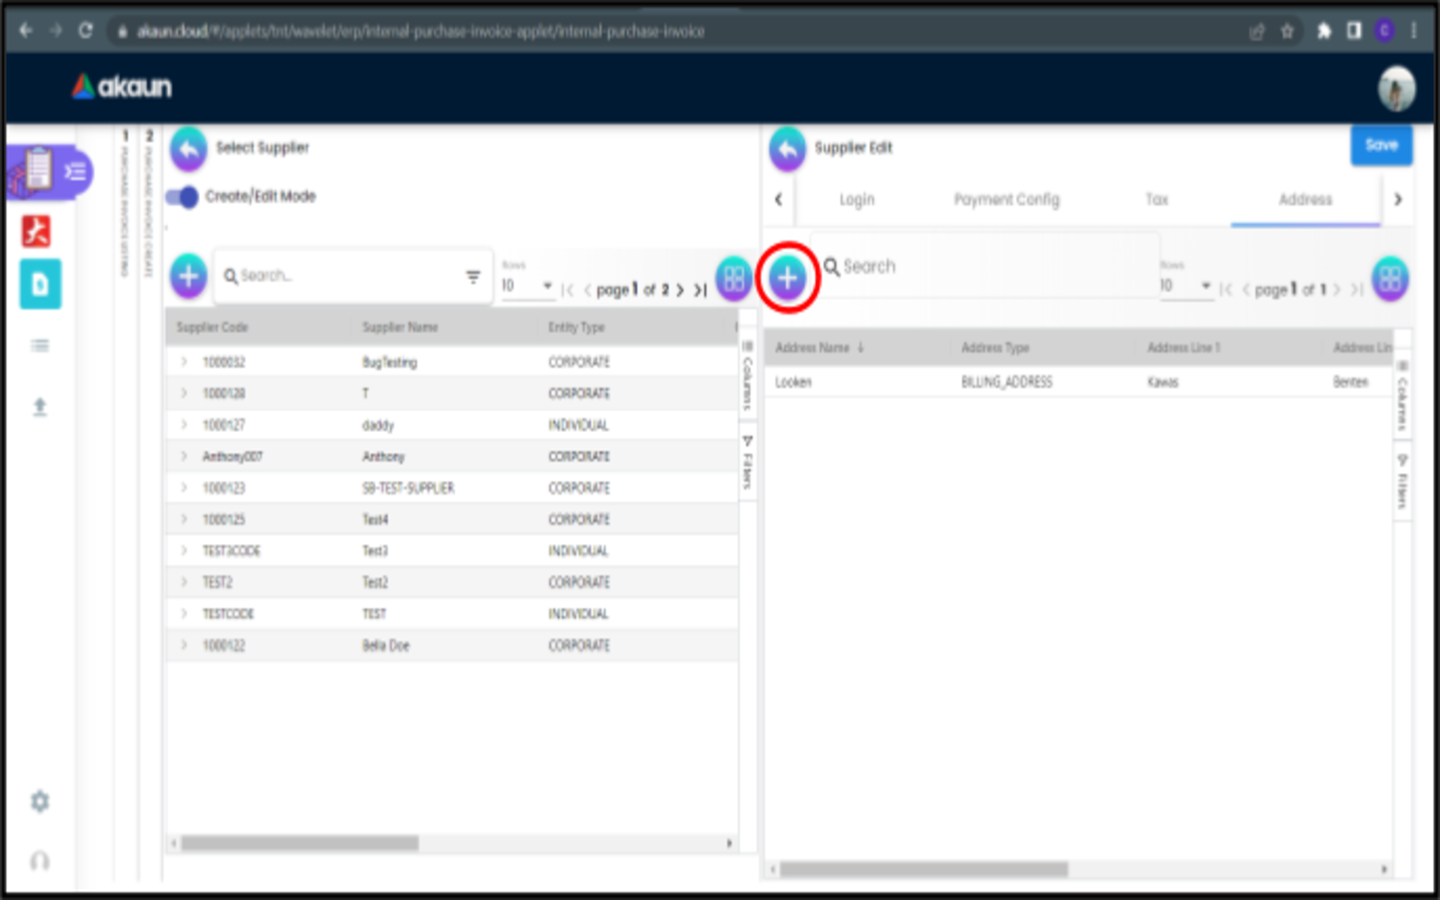 akaun.cloud/#/applets/tnt/wavelet/erp/internal-purchase-invoice-applet/internal-purchase-invoice
C
akaun
1 PURCHASE INVOICE LISTING
2 PURCHASE INVOICE CREATE
Select Supplier
Create/Edit Mode
Search...
Rows
10
page 1 of 2
Supplier Code Supplier Name Entity Type
1000032 BugTesting CORPORATE
1000128 T CORPORATE
1000127 daddy INDIVIDUAL
Anthony007 Anthony CORPORATE
1000123 SB-TEST-SUPPLIER CORPORATE
1000125 Test4 CORPORATE
TEST3CODE Test3 INDIVIDUAL
TEST2 Test2 CORPORATE
TESTCODE TEST INDIVIDUAL
1000122 Bella Doe CORPORATE
Columns
Filters
Supplier Edit
Save
Login Payment Config Tax Address
Search
Rows
10
page 1 of 1
Address Name Address Type Address Line 1 Address Lin
Looken BILLING_ADDRESS Kawas Benten
Columns
Filters